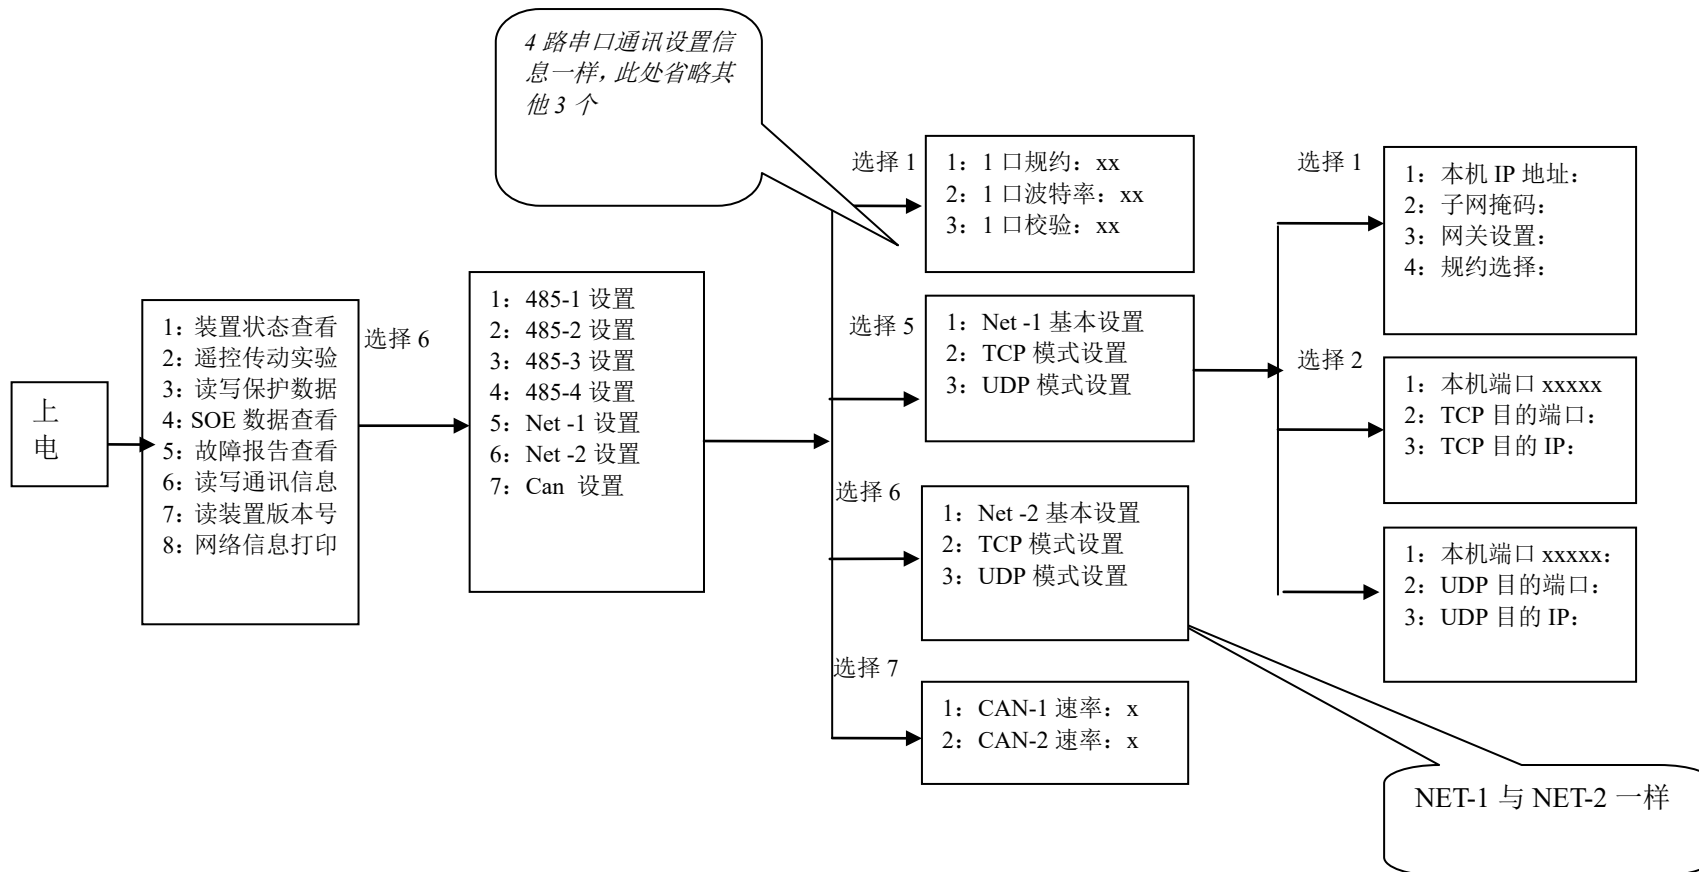 4 路串口通讯设置信
息一样，此处省略其
他 3 个
上
电
1：装置状态查看
2：遥控传动实验
3：读写保护数据
4：SOE 数据查看
5：故障报告查看
6：读写通讯信息
7：读装置版本号
8：网络信息打印
选择 6
1：485-1 设置
2：485-2 设置
3：485-3 设置
4：485-4 设置
5：Net -1 设置
6：Net -2 设置
7：Can 设置
选择 1
1：1 口规约：xx
2：1 口波特率：xx
3：1 口校验：xx
选择 5
1：Net -1 基本设置
2：TCP 模式设置
3：UDP 模式设置
选择 6
1：Net -2 基本设置
2：TCP 模式设置
3：UDP 模式设置
选择 7
1：CAN-1 速率：x
2：CAN-2 速率：x
选择 1
1：本机 IP 地址：
2：子网掩码：
3：网关设置：
4：规约选择：
选择 2
1：本机端口 xxxxx
2：TCP 目的端口：
3：TCP 目的 IP：
1：本机端口 xxxxx：
2：UDP 目的端口：
3：UDP 目的 IP：
NET-1 与 NET-2 一样